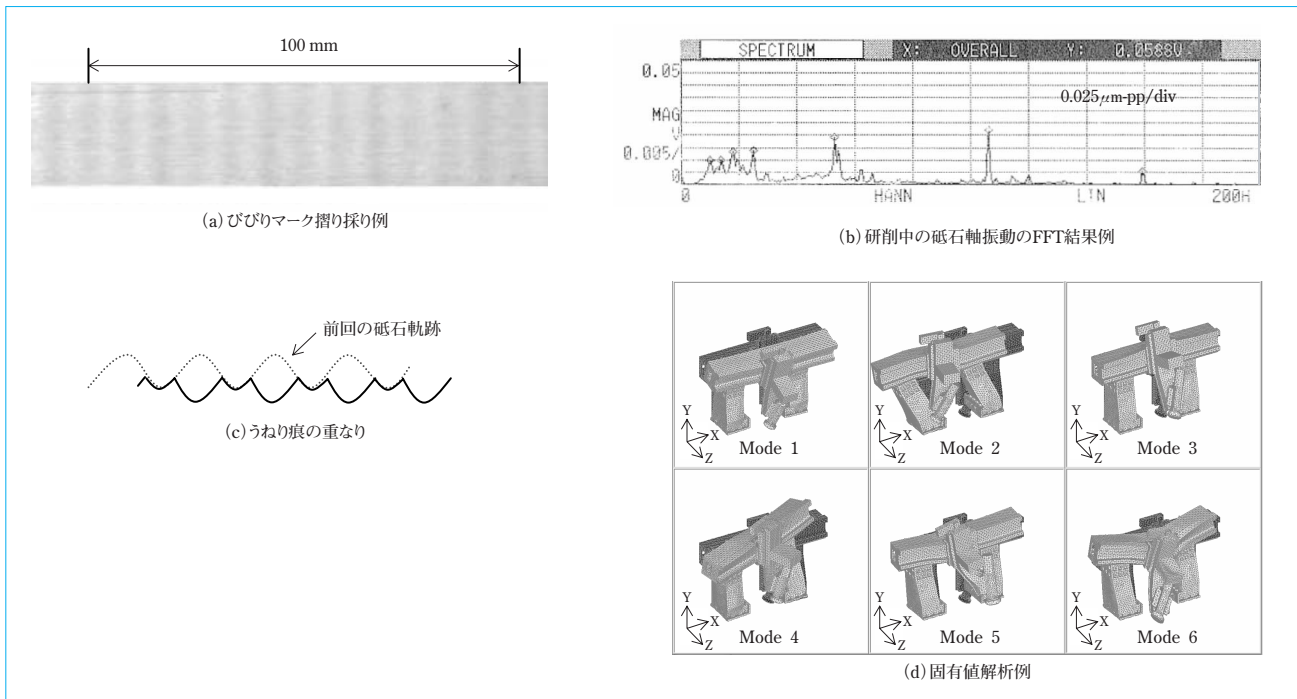 100 mm
(a)びびりマーク摺り採り例
SPECTRUM
X: OVERALL Y: 0.0588V
0.05
0.025μm-pp/div
MAG
V
0.005/
0
0 HANN LIN 200H
(b)研削中の砥石軸振動のFFT結果例
前回の砥石軌跡
(c)うねり痕の重なり
Y
X
Z
Mode 1
Y
X
Z
Mode 2
Y
X
Z
Mode 3
Y
X
Z
Mode 4
Y
X
Z
Mode 5
Y
X
Z
Mode 6
(d)固有値解析例